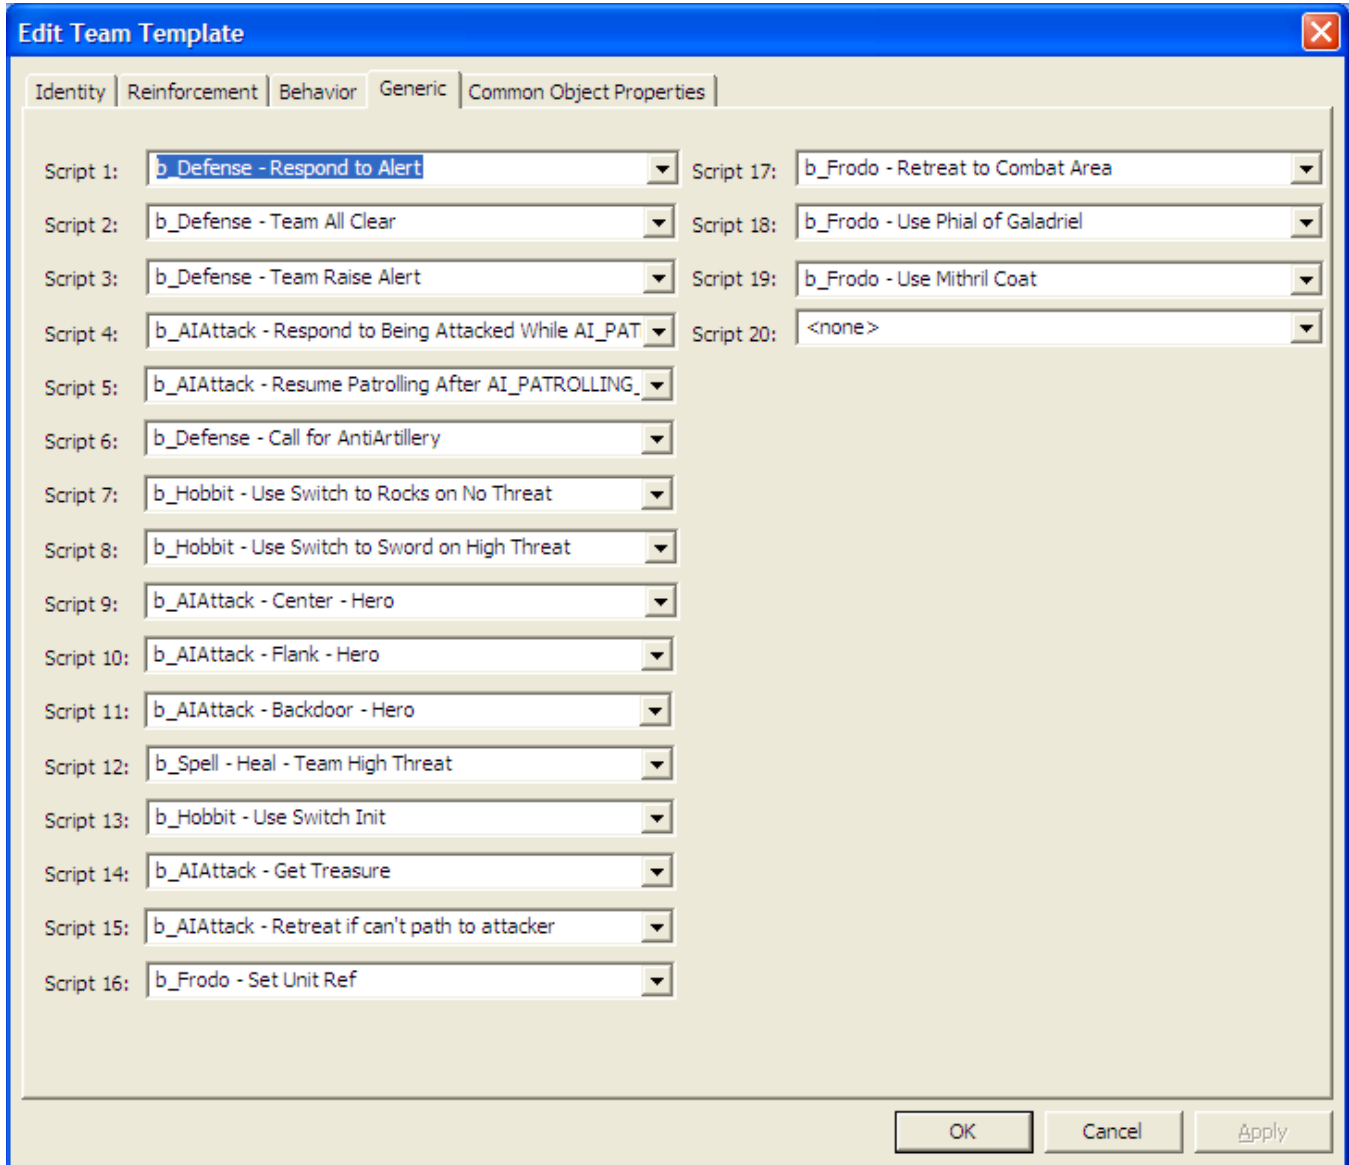 Edit Team Template
Identity Reinforcement Behavior Generic Common Object Properties
Script 1: b_Defense - Respond to Alert
Script 2: b_Defense - Team All Clear
Script 3: b_Defense - Team Raise Alert
Script 4: b_AIAttack - Respond to Being Attacked While AI_PAT
Script 5: b_AIAttack - Resume Patrolling After AI_PATROLLING_
Script 6: b_Defense - Call for AntiArtillery
Script 7: b_Hobbit - Use Switch to Rocks on No Threat
Script 8: b_Hobbit - Use Switch to Sword on High Threat
Script 9: b_AIAttack - Center - Hero
Script 10: b_AIAttack - Flank - Hero
Script 11: b_AIAttack - Backdoor - Hero
Script 12: b_Spell - Heal - Team High Threat
Script 13: b_Hobbit - Use Switch Init
Script 14: b_AIAttack - Get Treasure
Script 15: b_AIAttack - Retreat if can't path to attacker
Script 16: b_Frodo - Set Unit Ref
Script 17: b_Frodo - Retreat to Combat Area
Script 18: b_Frodo - Use Phial of Galadriel
Script 19: b_Frodo - Use Mithril Coat
Script 20: <none>
OK Cancel Apply